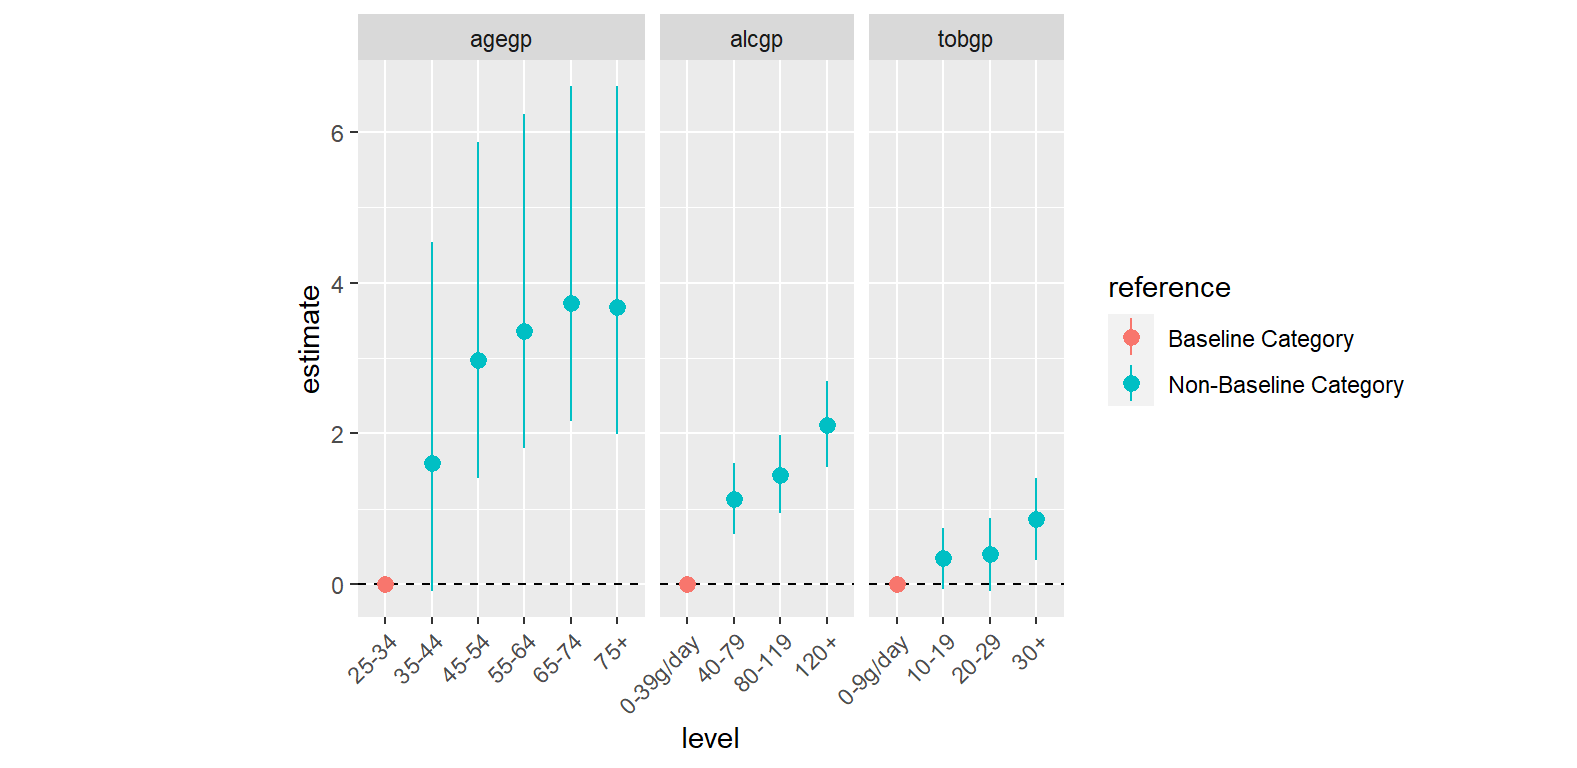 agegp
alcgp
tobgp
6
4
2
0
estimate
25-34
35-44
45-54
55-64
65-74
75+
0-39g/day
40-79
80-119
120+
0-9g/day
10-19
20-29
30+
level
reference
Baseline Category
Non-Baseline Category